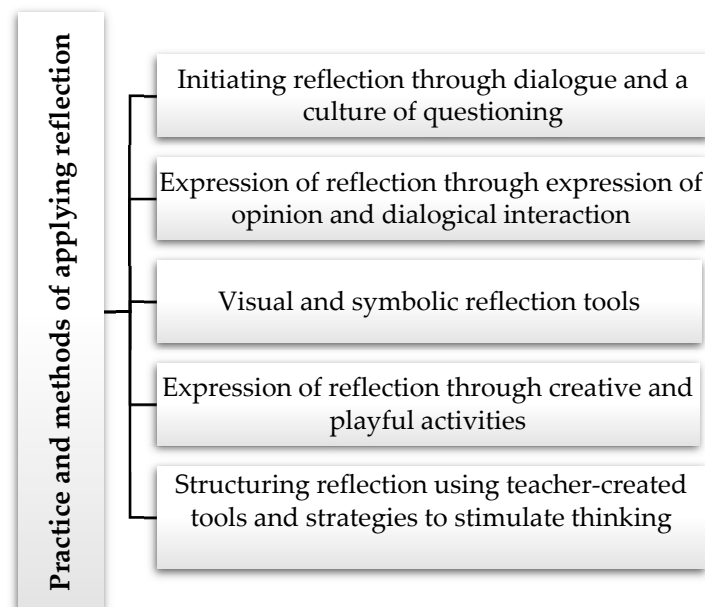 Practice and methods of applying reflection
Initiating reflection through dialogue and a
culture of questioning
Expression of reflection through expression of
opinion and dialogical interaction
Visual and symbolic reflection tools
Expression of reflection through creative and
playful activities
Structuring reflection using teacher-created
tools and strategies to stimulate thinking